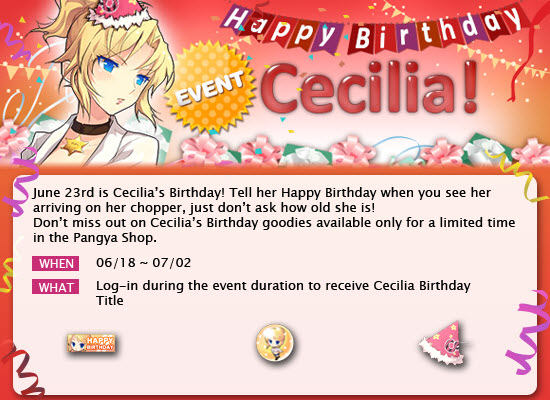 Happy Birthday
EVENT
Cecilia!
June 23rd is Cecilia's Birthday! Tell her Happy Birthday when you see her
arriving on her chopper, just don't ask how old she is!
Don't miss out on Cecilia's Birthday goodies available only for a limited time
in the Pangya Shop.
WHEN 06/18 ~ 07/02
WHAT Log-in during the event duration to receive Cecilia Birthday
Title
HAPPY
BIRTHDAY